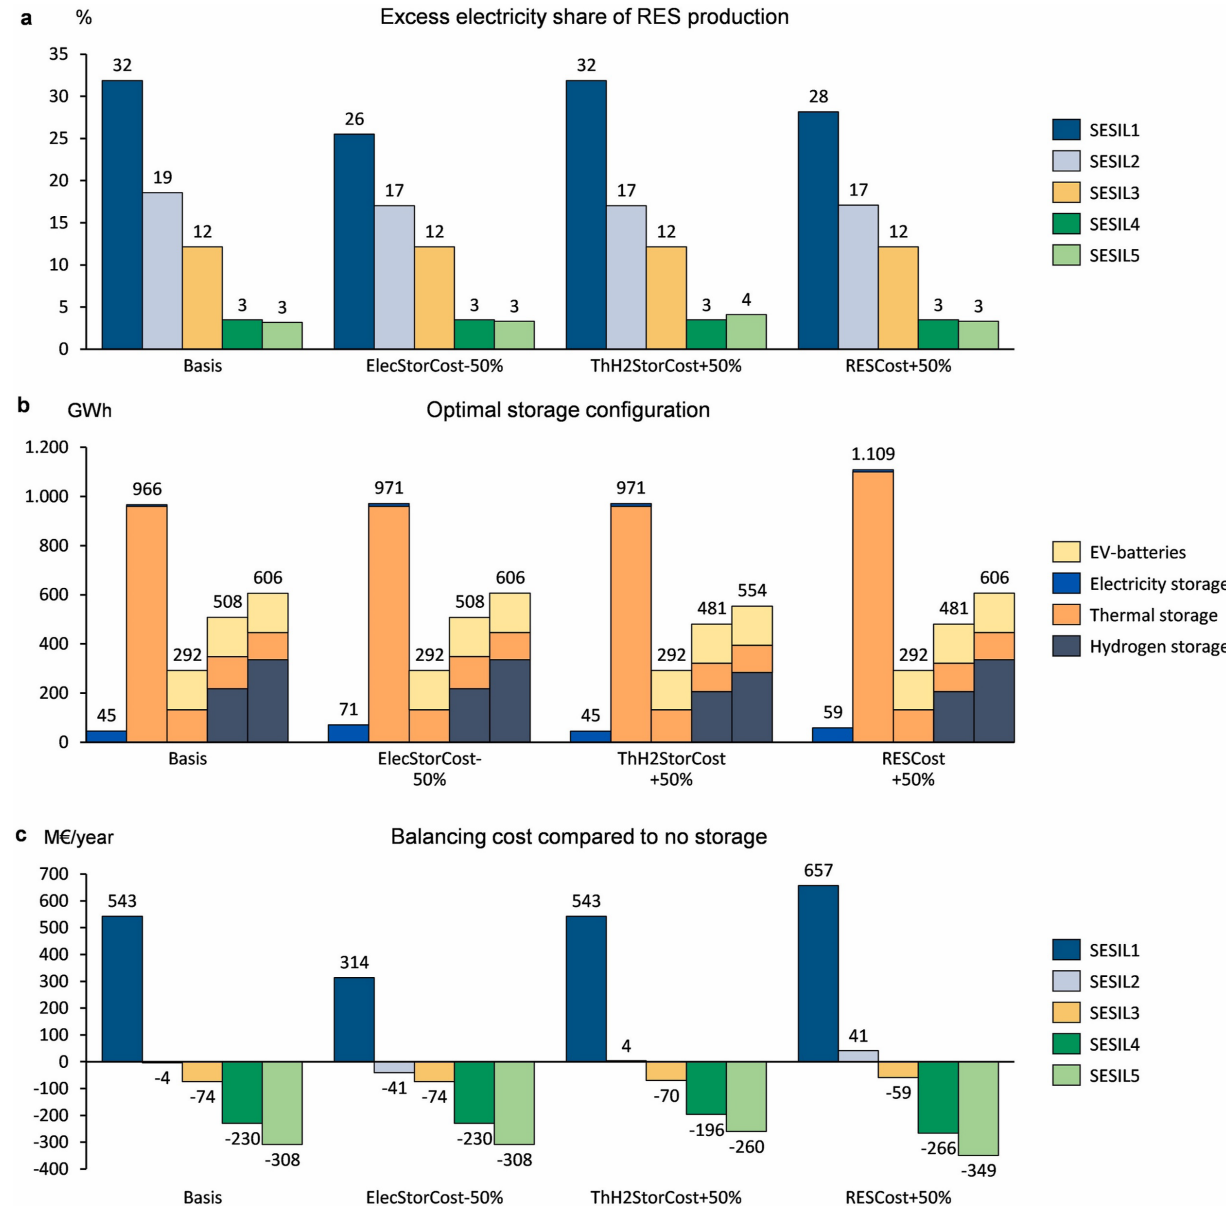 a % Excess electricity share of RES production
35
30
25
20
15
10
5
0
32 19 12 3 3
26 17 12 3 3
32 17 12 3 4
28 17 12 3 3
Basis ElecStorCost-50% ThH2StorCost+50% RESCost+50%
SESIL1
SESIL2
SESIL3
SESIL4
SESIL5
b GWh Optimal storage configuration
1.200
1.000
800
600
400
200
0
45 966 292 508 606
71 971 292 508 606
45 971 292 481 554
59 1.109 292 481 606
Basis ElecStorCost- ThH2StorCost RESCost
50% +50% +50%
EV-batteries
Electricity storage
Thermal storage
Hydrogen storage
c M€/year Balancing cost compared to no storage
700
600
500
400
300
200
100
0
-100
-200
-300
-400
543 -4 -74 -230 -308
314 -41 -74 -230 -308
543 4 -70 -196 -260
657 41 -59 -266 -349
Basis ElecStorCost-50% ThH2StorCost+50% RESCost+50%
SESIL1
SESIL2
SESIL3
SESIL4
SESIL5